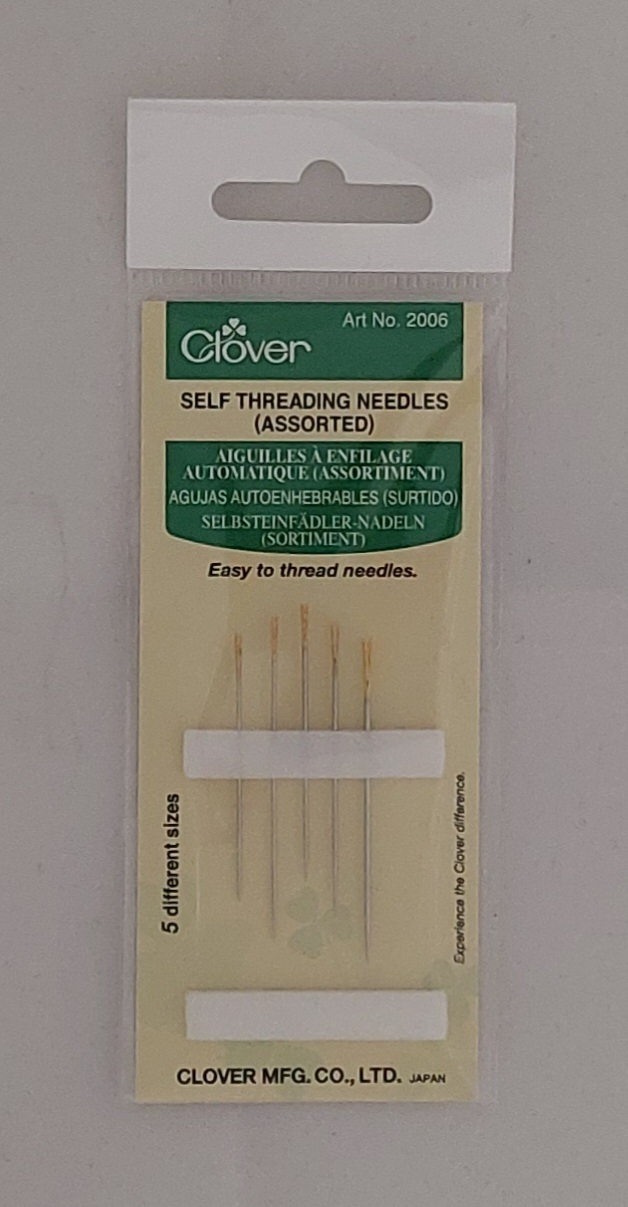 Clover
Art No. 2006
SELF THREADING NEEDLES
(ASSORTED)
AIGUILLES À ENFILAGE
AUTOMATIQUE (ASSORTIMENT)
AGUJAS AUTOENHEBRABLES (SURTIDO)
SELBSTEINFÄDLER-NADELN
(SORTIMENT)
Easy to thread needles.
5 different sizes
Experience the Clover difference.
CLOVER MFG. CO., LTD. JAPAN